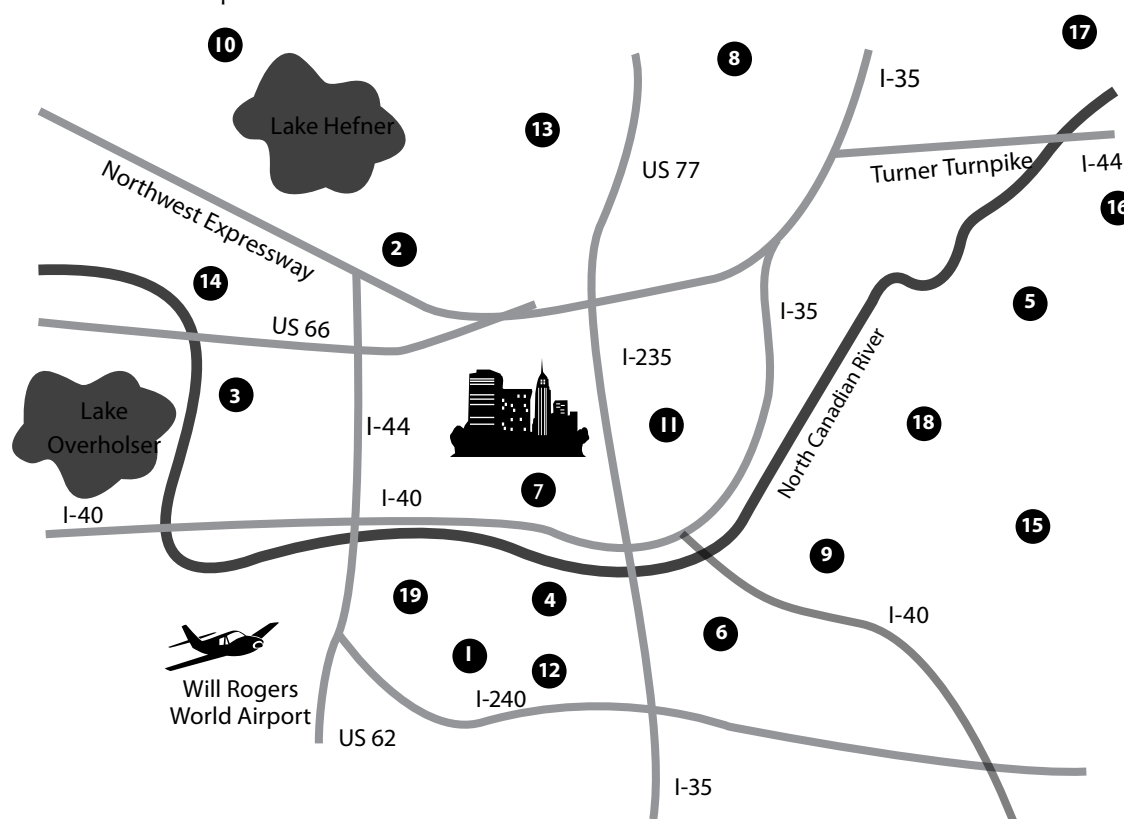 17
10
8
I-35
Lake Hefner
13
Turner Turnpike
I-44
US 77
Northwest Expressway
16
2
14
5
I-35
US 66
I-235
3
Lake
Overholser
I-44
11
18
North Canadian River
7
I-40
I-40
15
9
19
4
I-40
6
1
12
Will Rogers
World Airport
I-240
US 62
I-35